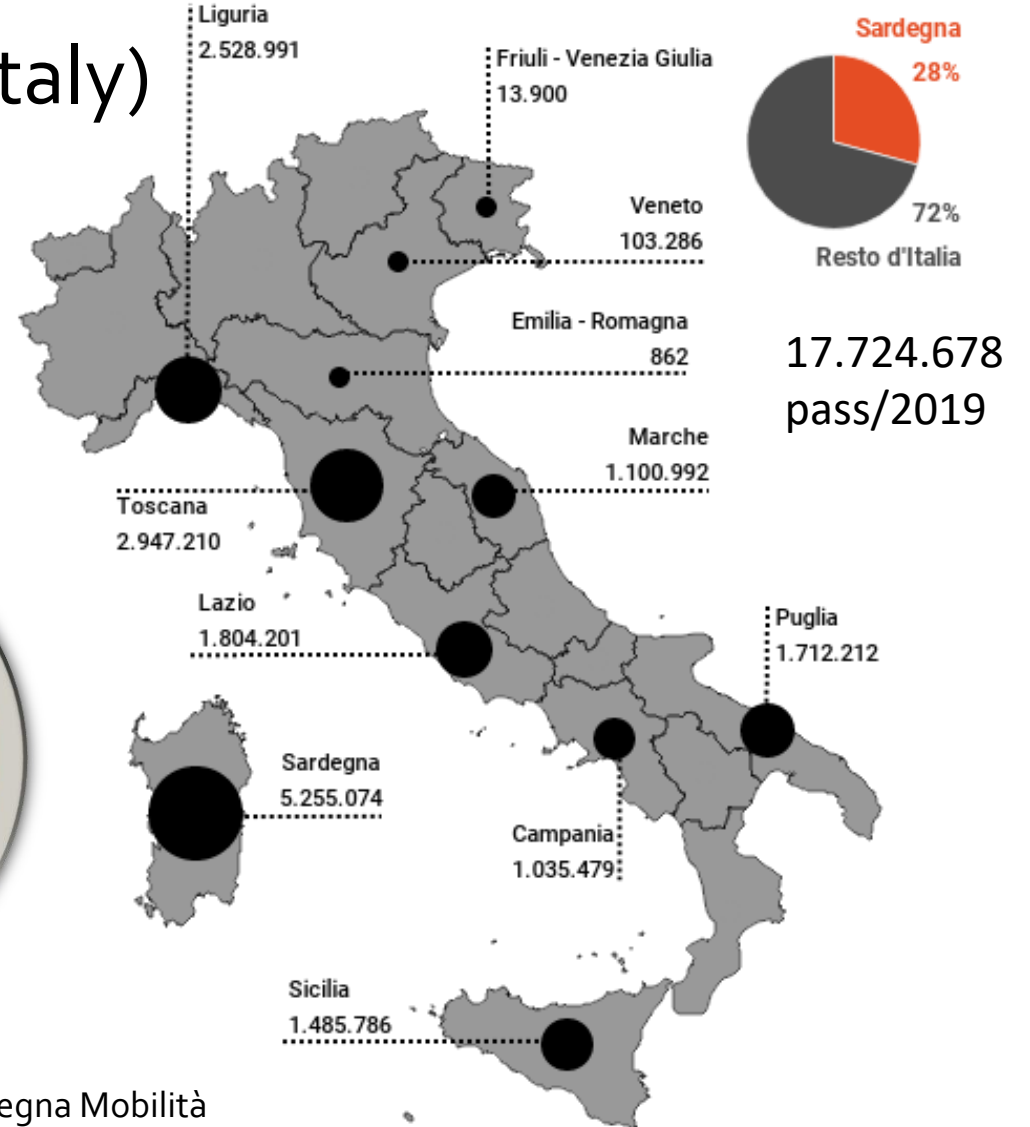 taly)
Liguria
2.528.991
Friuli - Venezia Giulia
13.900
Sardegna
28%
72%
Resto d'Italia
Veneto
103.286
Emilia - Romagna
862
17.724.678
pass/2019
Marche
1.100.992
Toscana
2.947.210
Lazio
1.804.201
Puglia
1.712.212
Sardegna
5.255.074
Campania
1.035.479
Sicilia
1.485.786
egna Mobilità